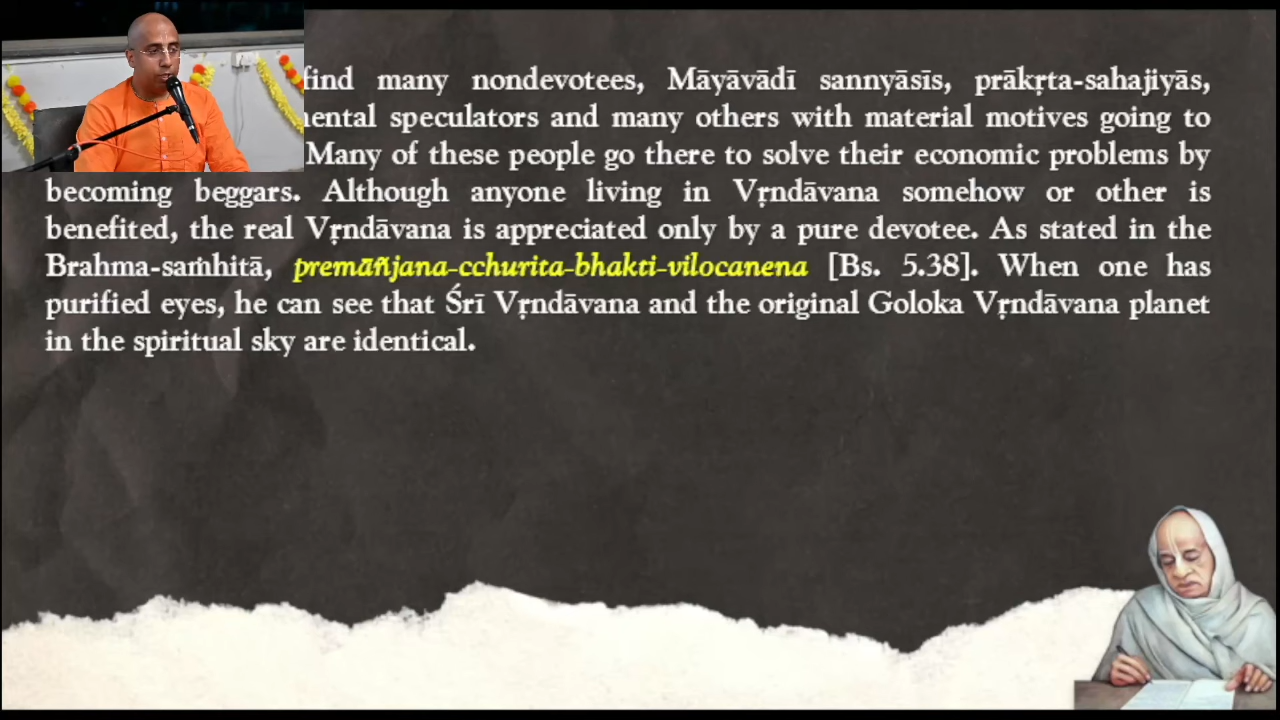 find many nondevotees, Māyāvādī sannyāsīs, prākṛta-sahajiyās,
speculators and many others with material motives going to
Many of these people go there to solve their economic problems by
becoming beggars. Although anyone living in Vṛndāvana somehow or other is
benefited, the real Vṛndāvana is appreciated only by a pure devotee. As stated in the
Brahma-saṁhitā, premāñjana-cchurita-bhakti-vilocanena [Bs. 5.38]. When one has
purified eyes, he can see that Śrī Vṛndāvana and the original Goloka Vṛndāvana planet
in the spiritual sky are identical.